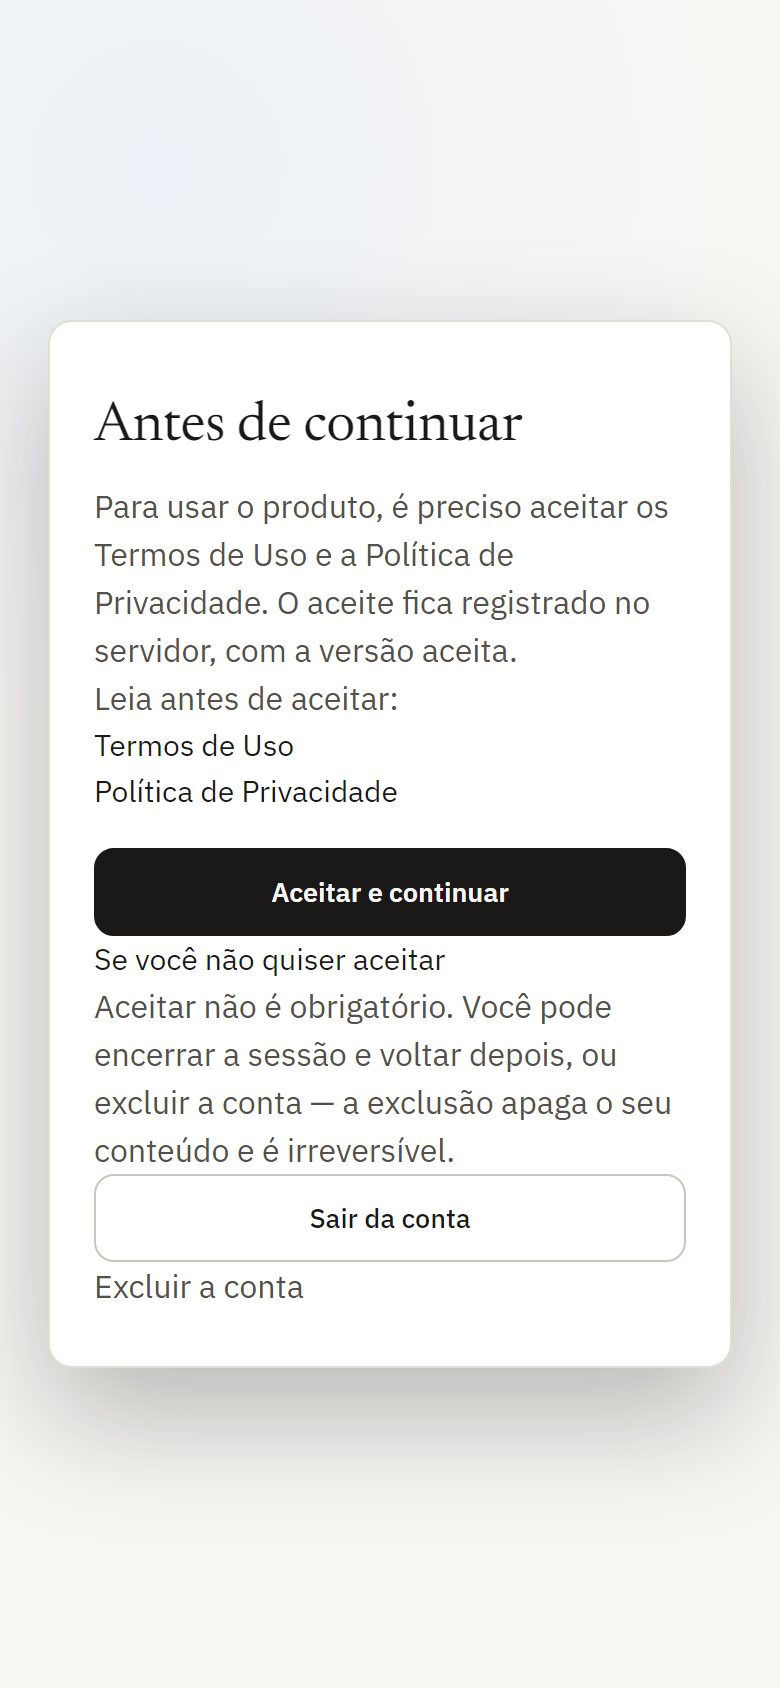 Antes de continuar
Para usar o produto, é preciso aceitar os
Termos de Uso e a Política de
Privacidade. O aceite fica registrado no
servidor, com a versão aceita.
Leia antes de aceitar:
Termos de Uso
Política de Privacidade
Aceitar e continuar
Se você não quiser aceitar
Aceitar não é obrigatório. Você pode
encerrar a sessão e voltar depois, ou
excluir a conta — a exclusão apaga o seu
conteúdo e é irreversível.
Sair da conta
Excluir a conta